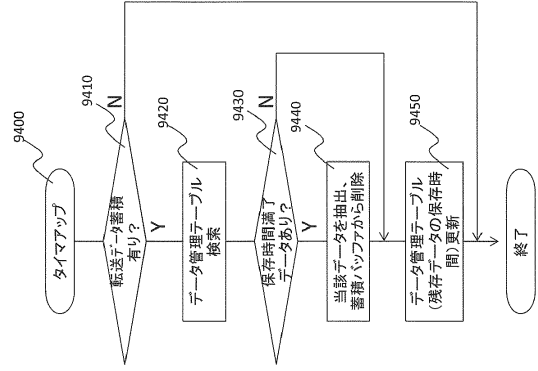 9400
タイマアップ
9410
転送データ蓄積
有り?
N
Y
9420
データ管理テーブル
検索
9430
保存時間満了
データあり?
N
Y
9440
当該データを抽出、
蓄積バッファから削除
9450
データ管理テーブル
(残存データの保存時
間)更新
終了